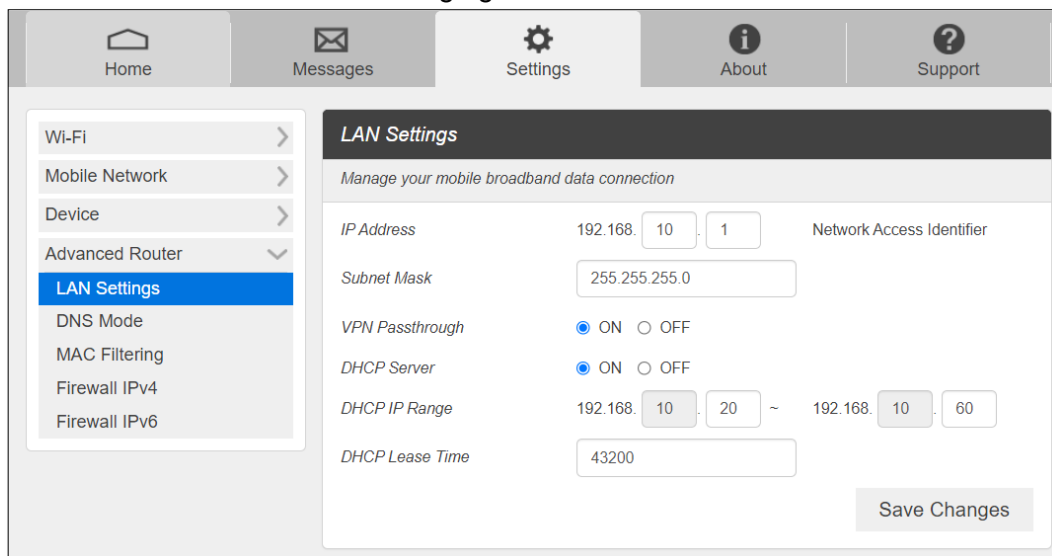 Home Messages Settings About Support
Wi-Fi
Mobile Network
Device
Advanced Router
LAN Settings
DNS Mode
MAC Filtering
Firewall IPv4
Firewall IPv6
LAN Settings
Manage your mobile broadband data connection
IP Address 192.168. 10 . 1 Network Access Identifier
Subnet Mask 255.255.255.0
VPN Passthrough ON OFF
DHCP Server ON OFF
DHCP IP Range 192.168. 10 . 20 ~ 192.168. 10 . 60
DHCP Lease Time 43200
Save Changes